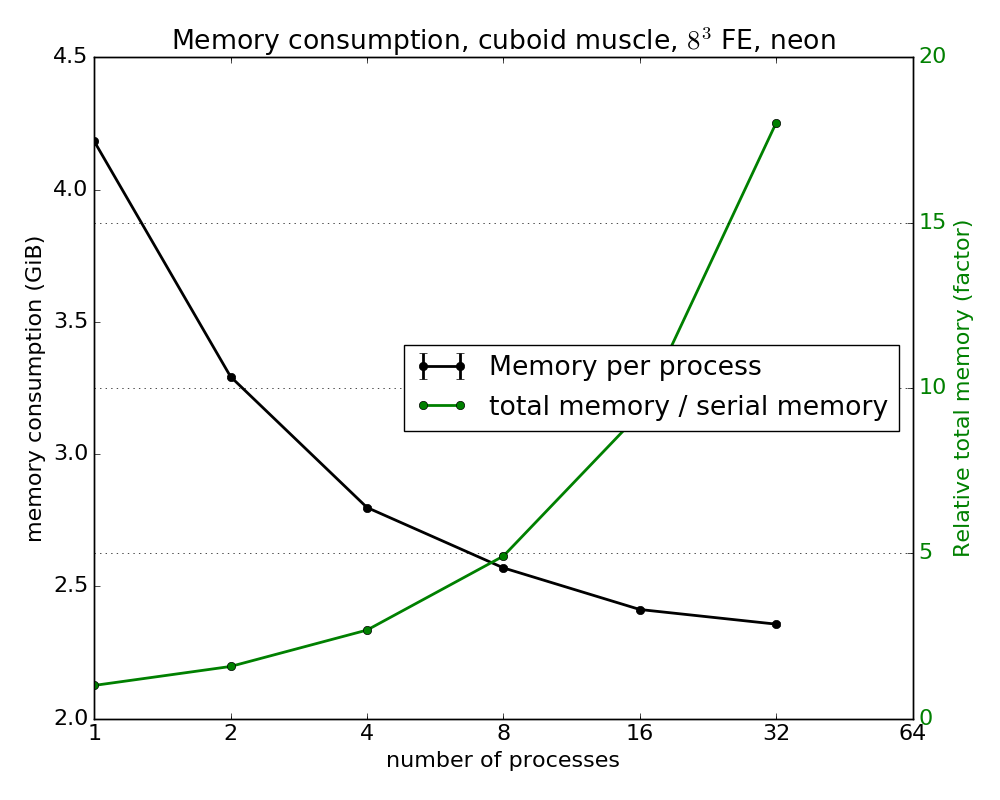 Memory consumption, cuboid muscle, 8³ FE, neon
4.5
4.0
3.5
3.0
2.5
2.0
memory consumption (GiB)
20
15
10
5
0
Relative total memory (factor)
Memory per process
total memory / serial memory
1 2 4 8 16 32 64
number of processes